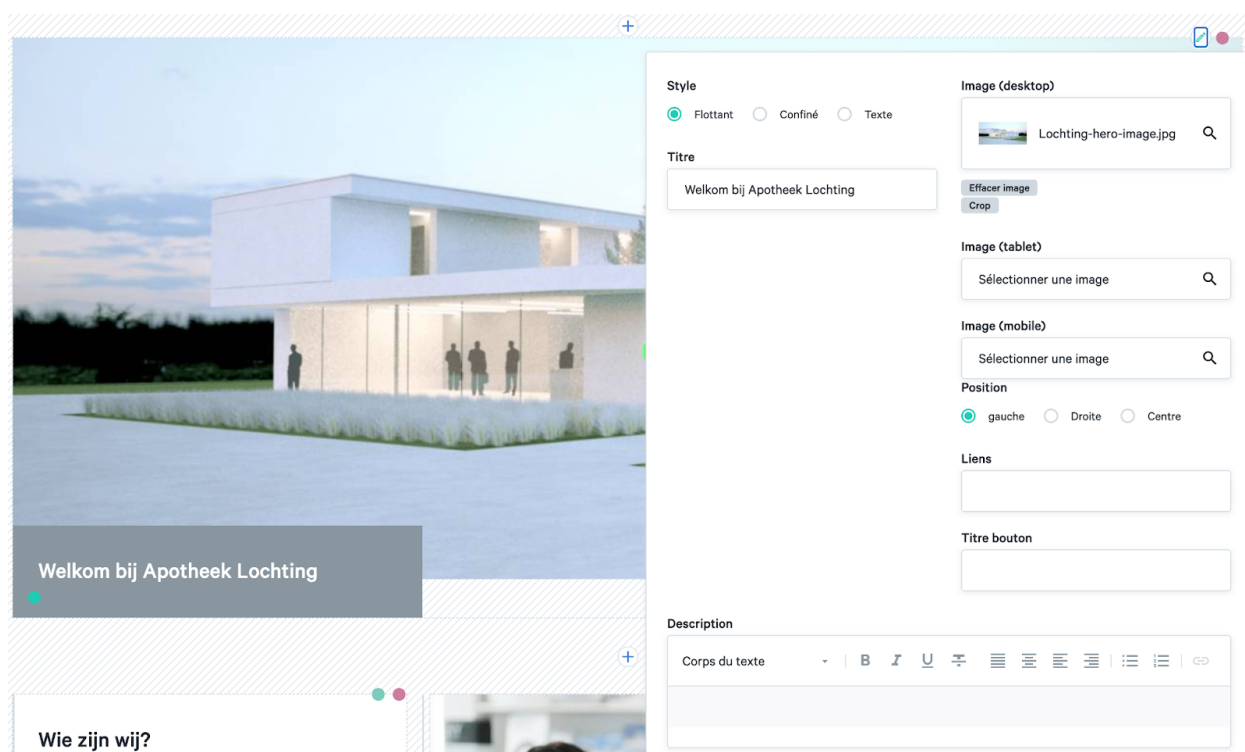 Style
Flottant Confiné Texte
Titre
Welkom bij Apotheek Lochting
Image (desktop)
Lochting-hero-image.jpg
Effacer image
Crop
Image (tablet)
Sélectionner une image
Image (mobile)
Sélectionner une image
Position
gauche Droite Centre
Liens
Titre bouton
Description
Corps du texte B I U T
Welkom bij Apotheek Lochting
Wie zijn wij?